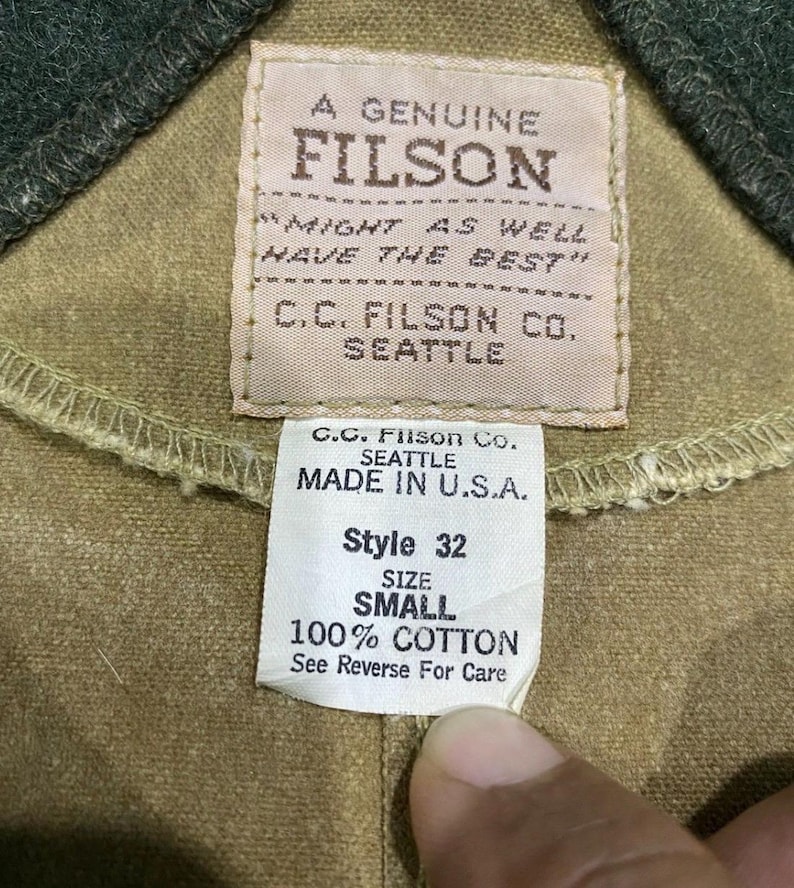 A GENUINE
FILSON
"MIGHT AS WELL
HAVE THE BEST"
C.C. FILSON CO.
SEATTLE
C.C. Filson Co.
SEATTLE
MADE IN U.S.A.
Style 32
SIZE
SMALL
100% COTTON
See Reverse For Care